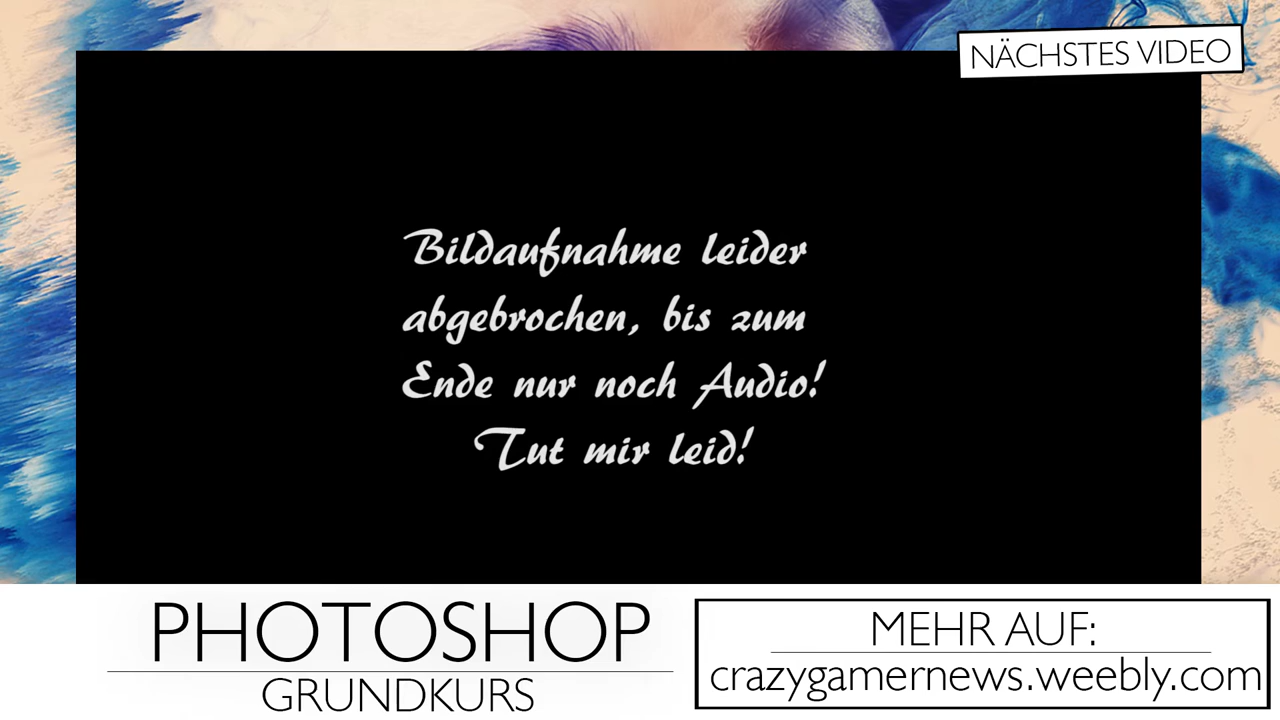 NÄCHSTES VIDEO
Bildaufnahme leider
abgebrochen, bis zum
Ende nur noch Audio!
Tut mir leid!
PHOTOSHOP
GRUNDKURS
MEHR AUF:
crazygamernews.weebly.com